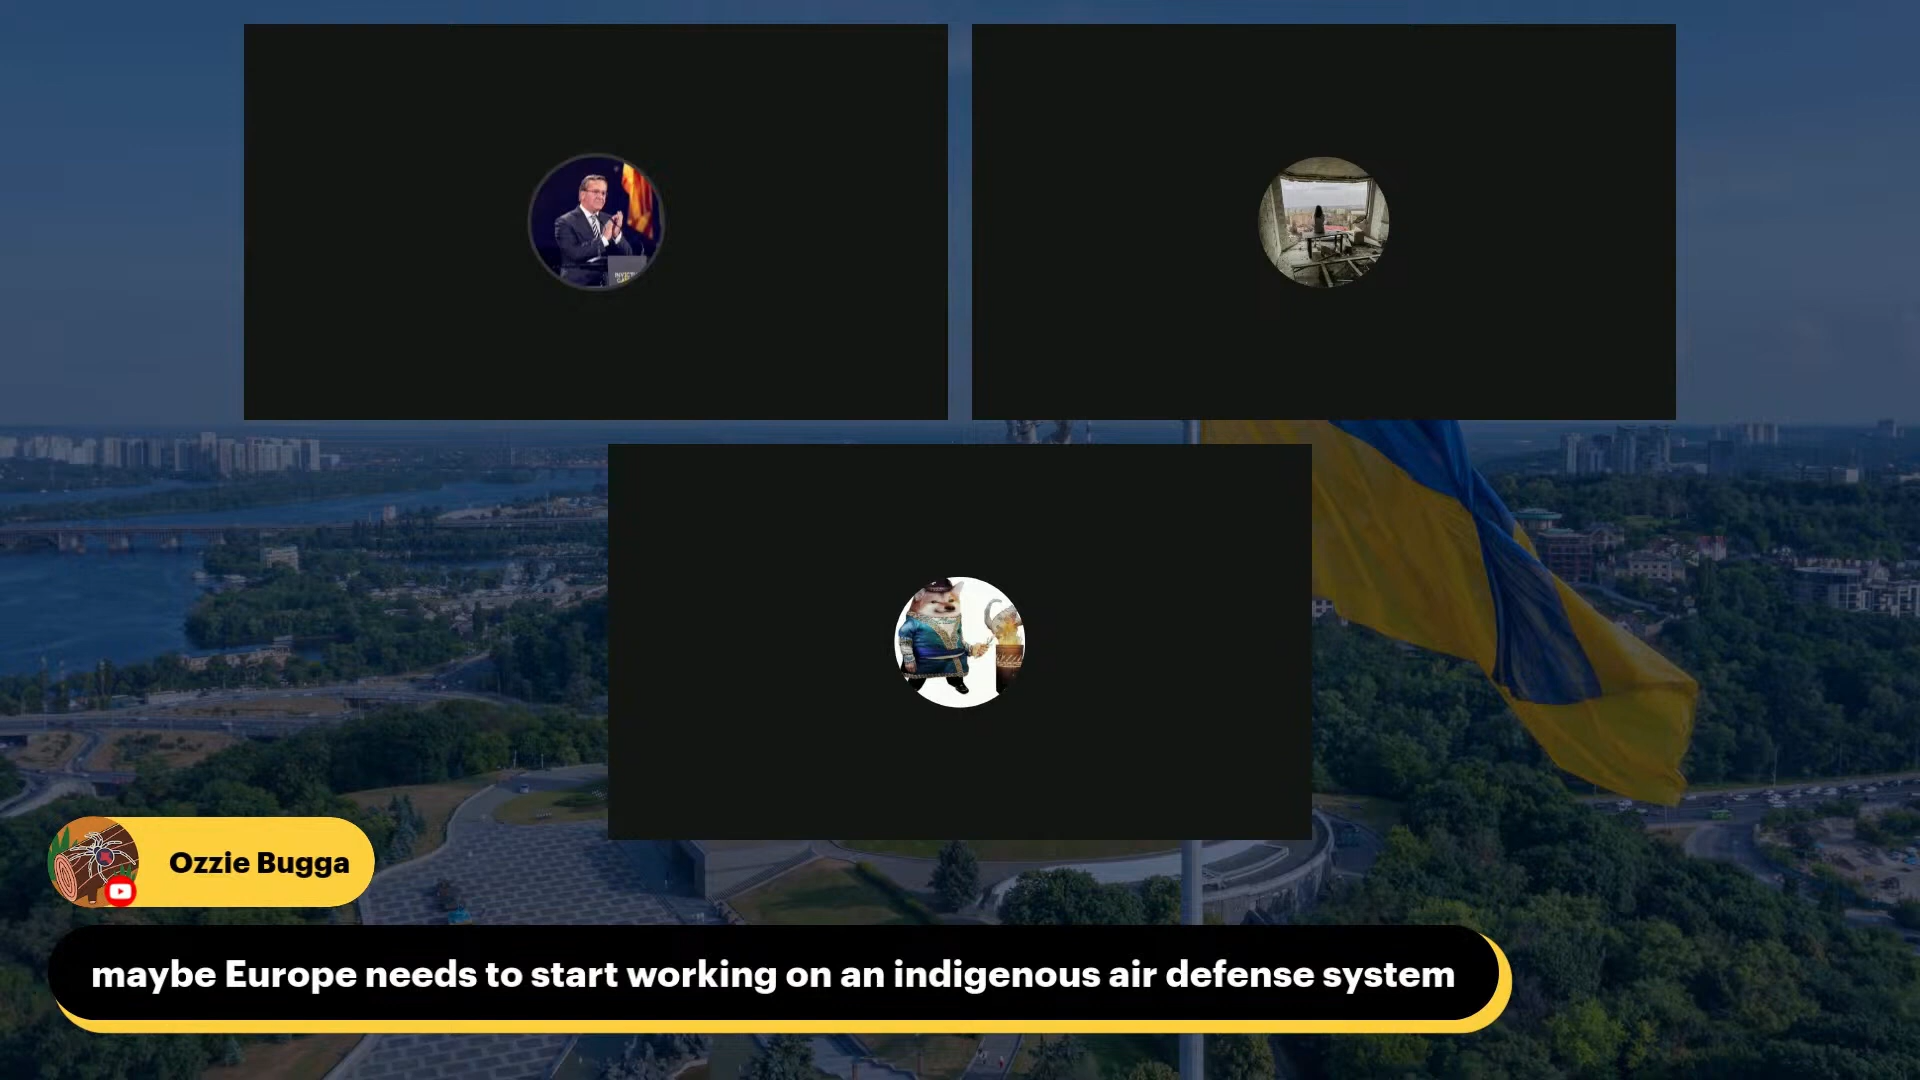 Ozzie Bugga
maybe Europe needs to start working on an indigenous air defense system